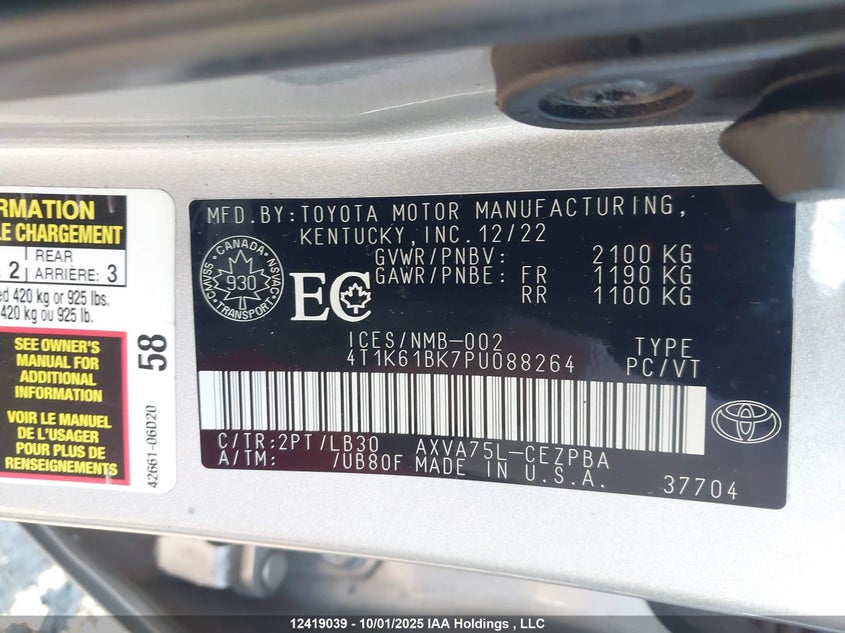 RMATION
LE CHARGEMENT
2
REAR
ARRIÈRE: 3
ed 420 kg or 925 lbs.
420 kg ou 925 lb.
SEE OWNER'S
MANUAL FOR
ADDITIONAL
INFORMATION
VOIR LE MANUEL
DE L'USAGER
POUR PLUS DE
RENSEIGNEMENTS
58
42661-06D20
MFD.BY:TOYOTA MOTOR MANUFACTURING,
KENTUCKY,INC.12/22
GVWR/PNBV: 2100 KG
GAWR/PNBE: FR 1190 KG
RR 1100 KG
CANADA
CMVSS 930 NSVAC
TRANSPORT
EC
ICES/NMB-002
4T1K61BK7PU088264 TYPE
PC/VT
C/TR:2PT/LB30 AXVA75L-CEZPBA
A/TM: /UB80F MADE IN U.S.A.
37704
12419039 - 10/01/2025 IAA Holdings , LLC